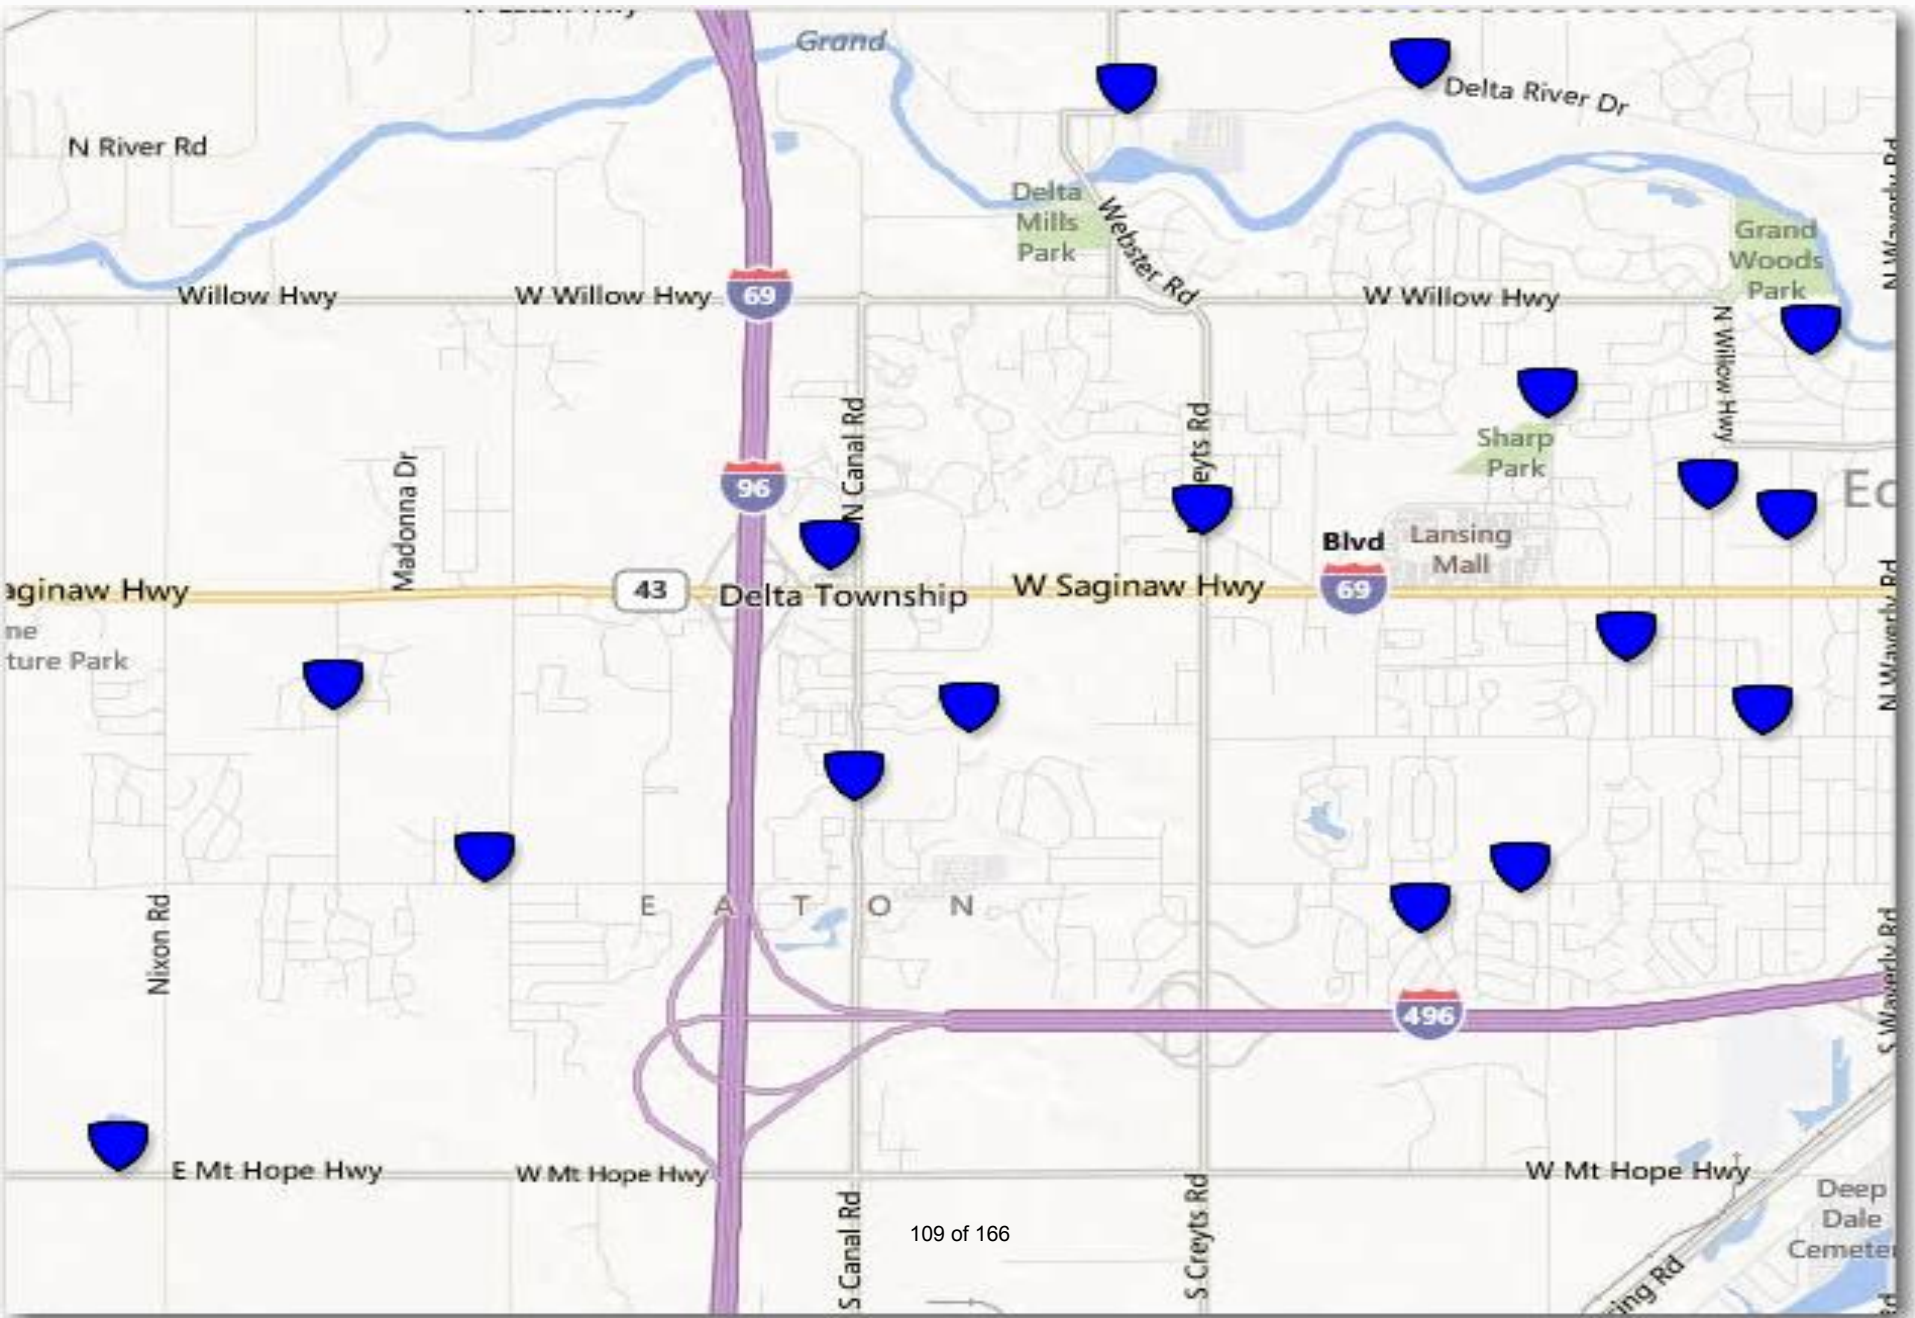 Grand
Delta River Dr
N River Rd
N Waverly Rd
Delta
Mills
Park
Webster Rd
Grand
Woods
Park
Willow Hwy
W Willow Hwy
69
W Willow Hwy
N Willow Hwy
N Canal Rd
eyts Rd
Sharp
Park
Madonna Dr
96
Ed
Blvd
Lansing
Mall
aginaw Hwy
43
Delta Township
W Saginaw Hwy
69
N Waverly Rd
me
ture Park
E A T O N
Nixon Rd
S Waverly Rd
496
E Mt Hope Hwy
W Mt Hope Hwy
W Mt Hope Hwy
Deep
Dale
Cemete
S Canal Rd
109 of 166
S Creyts Rd
sing Rd